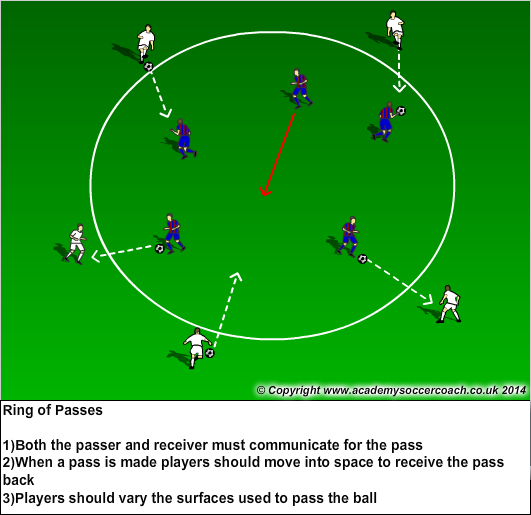 © Copyright www.academysoccercoach.co.uk 2014
Ring of Passes
1)Both the passer and receiver must communicate for the pass
2)When a pass is made players should move into space to receive the pass
back
3)Players should vary the surfaces used to pass the ball